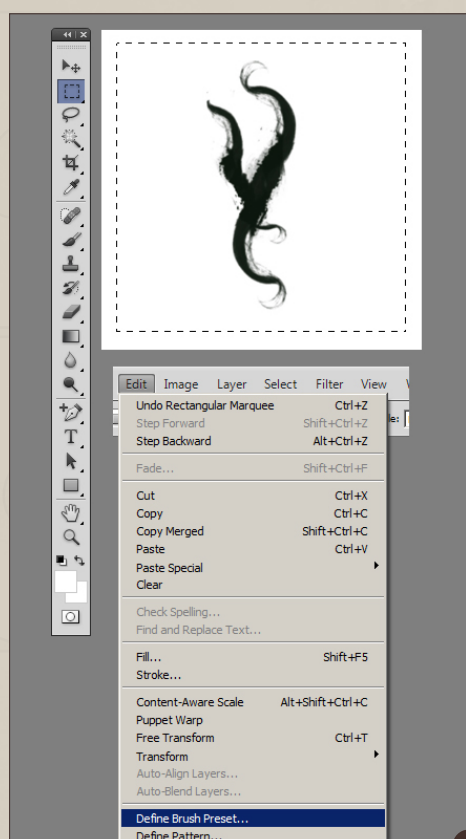 Edit Image Layer Select Filter View
Undo Rectangular Marquee Ctrl+Z
Step Forward Shift+Ctrl+Z
Step Backward Alt+Ctrl+Z
Fade... Shift+Ctrl+F
Cut Ctrl+X
Copy Ctrl+C
Copy Merged Shift+Ctrl+C
Paste Ctrl+V
Paste Special
Clear
Check Spelling...
Find and Replace Text...
Fill... Shift+F5
Stroke...
Content-Aware Scale Alt+Shift+Ctrl+C
Puppet Warp
Free Transform Ctrl+T
Transform
Auto-Align Layers...
Auto-Blend Layers...
Define Brush Preset...
Define Pattern...